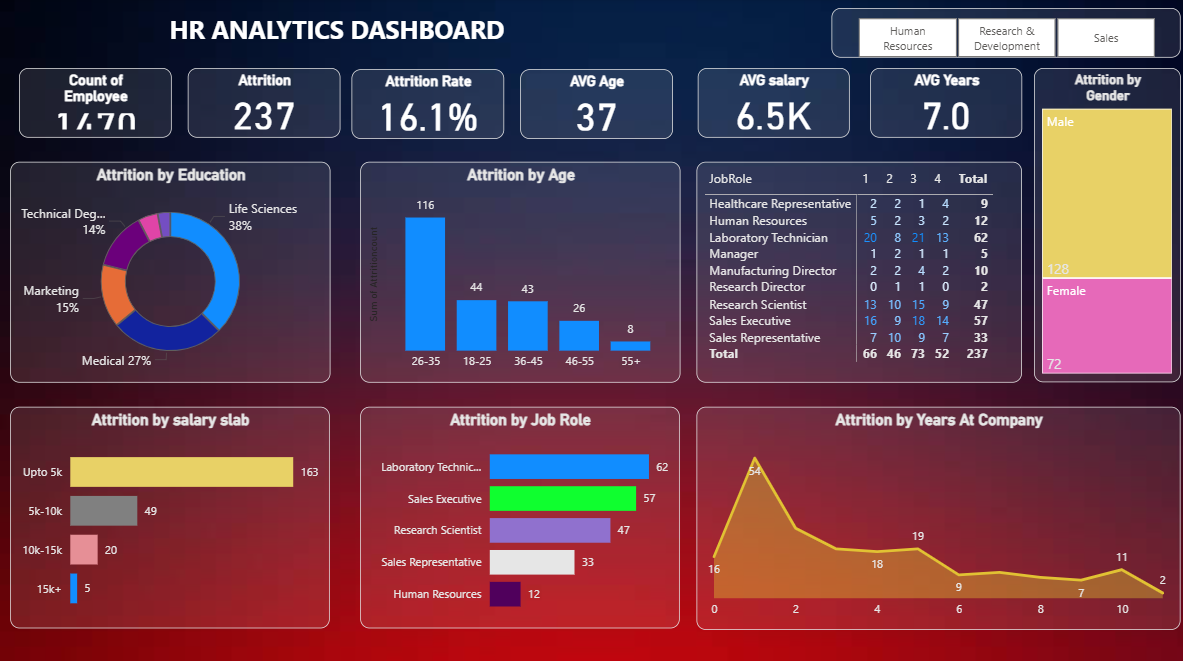 HR ANALYTICS DASHBOARD
Human
Resources
Research &
Development
Sales
Count of
Employee
1470
Attrition
237
Attrition Rate
16.1%
AVG Age
37
AVG salary
6.5K
AVG Years
7.0
Attrition by
Gender
Male
128
Female
72
Attrition by Education
Technical Deg...
14%
Life Sciences
38%
Marketing
15%
Medical 27%
Attrition by Age
Sum of Attritioncount
116
44
43
26
8
26-35 18-25 36-45 46-55 55+
JobRole 1 2 3 4 Total
Healthcare Representative 2 2 1 4 9
Human Resources 5 2 3 2 12
Laboratory Technician 20 8 21 13 62
Manager 1 2 1 1 5
Manufacturing Director 2 2 4 2 10
Research Director 0 1 1 0 2
Research Scientist 13 10 15 9 47
Sales Executive 16 9 18 14 57
Sales Representative 7 10 9 7 33
Total 66 46 73 52 237
Attrition by salary slab
Upto 5k 163
5k-10k 49
10k-15k 20
15k+ 5
Attrition by Job Role
Laboratory Technic... 62
Sales Executive 57
Research Scientist 47
Sales Representative 33
Human Resources 12
Attrition by Years At Company
16
54
18
19
9
7
11
2
0 2 4 6 8 10